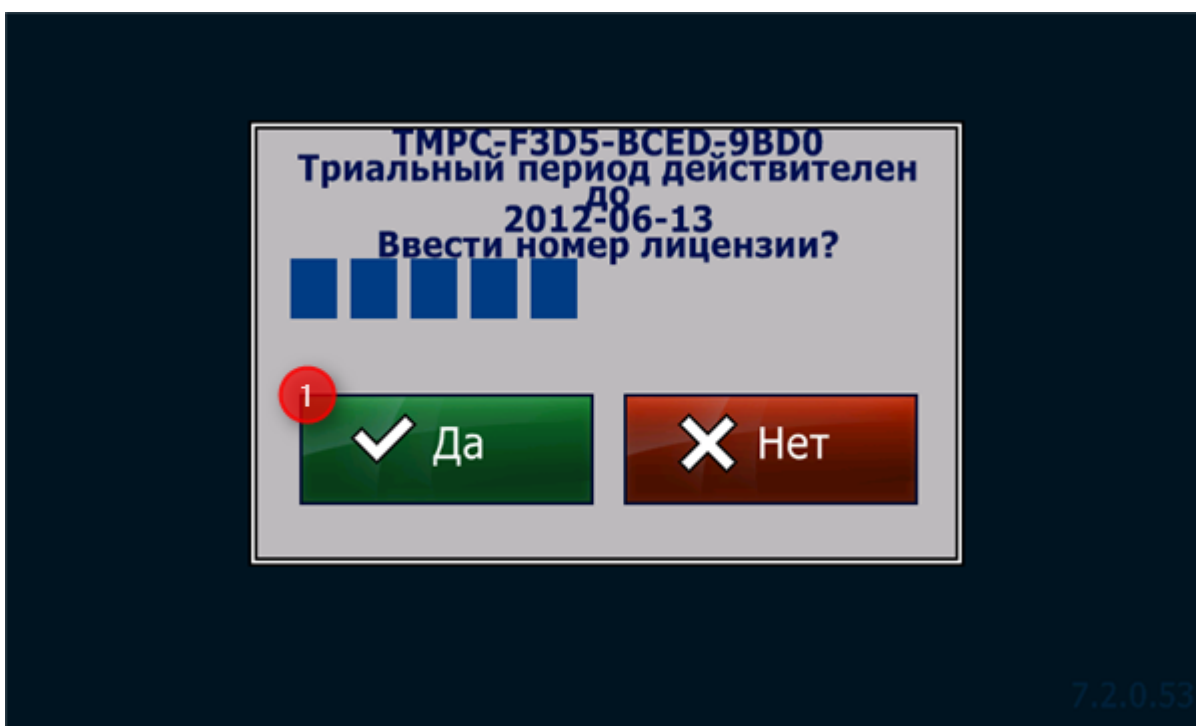 TMPC-F3D5-BCED-9BD0
Триальный период действителен
до
2012-06-13
Ввести номер лицензии?
1
Да
Нет
7.2.0.53